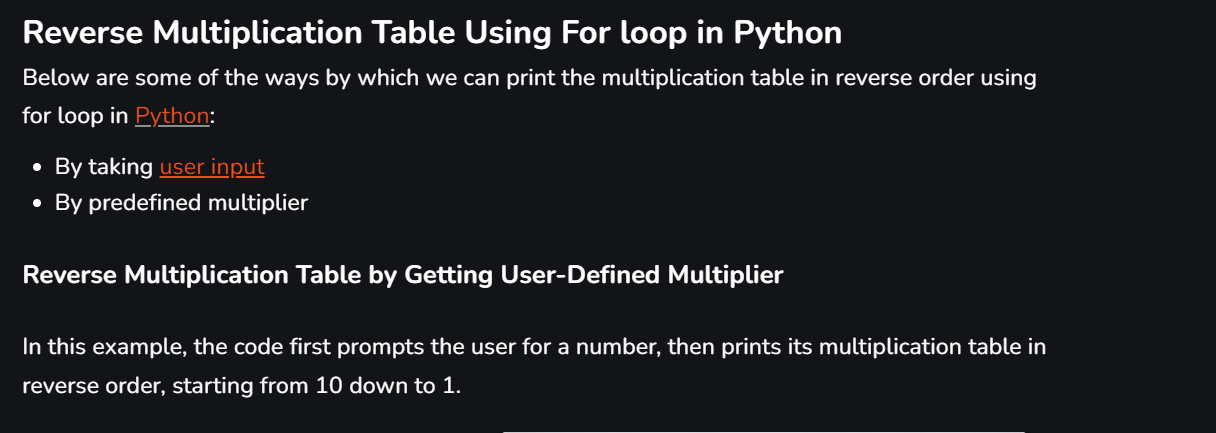 Reverse Multiplication Table Using For loop in Python
Below are some of the ways by which we can print the multiplication table in reverse order using
for loop in Python:
• By taking user input
• By predefined multiplier
Reverse Multiplication Table by Getting User-Defined Multiplier
In this example, the code first prompts the user for a number, then prints its multiplication table in
reverse order, starting from 10 down to 1.